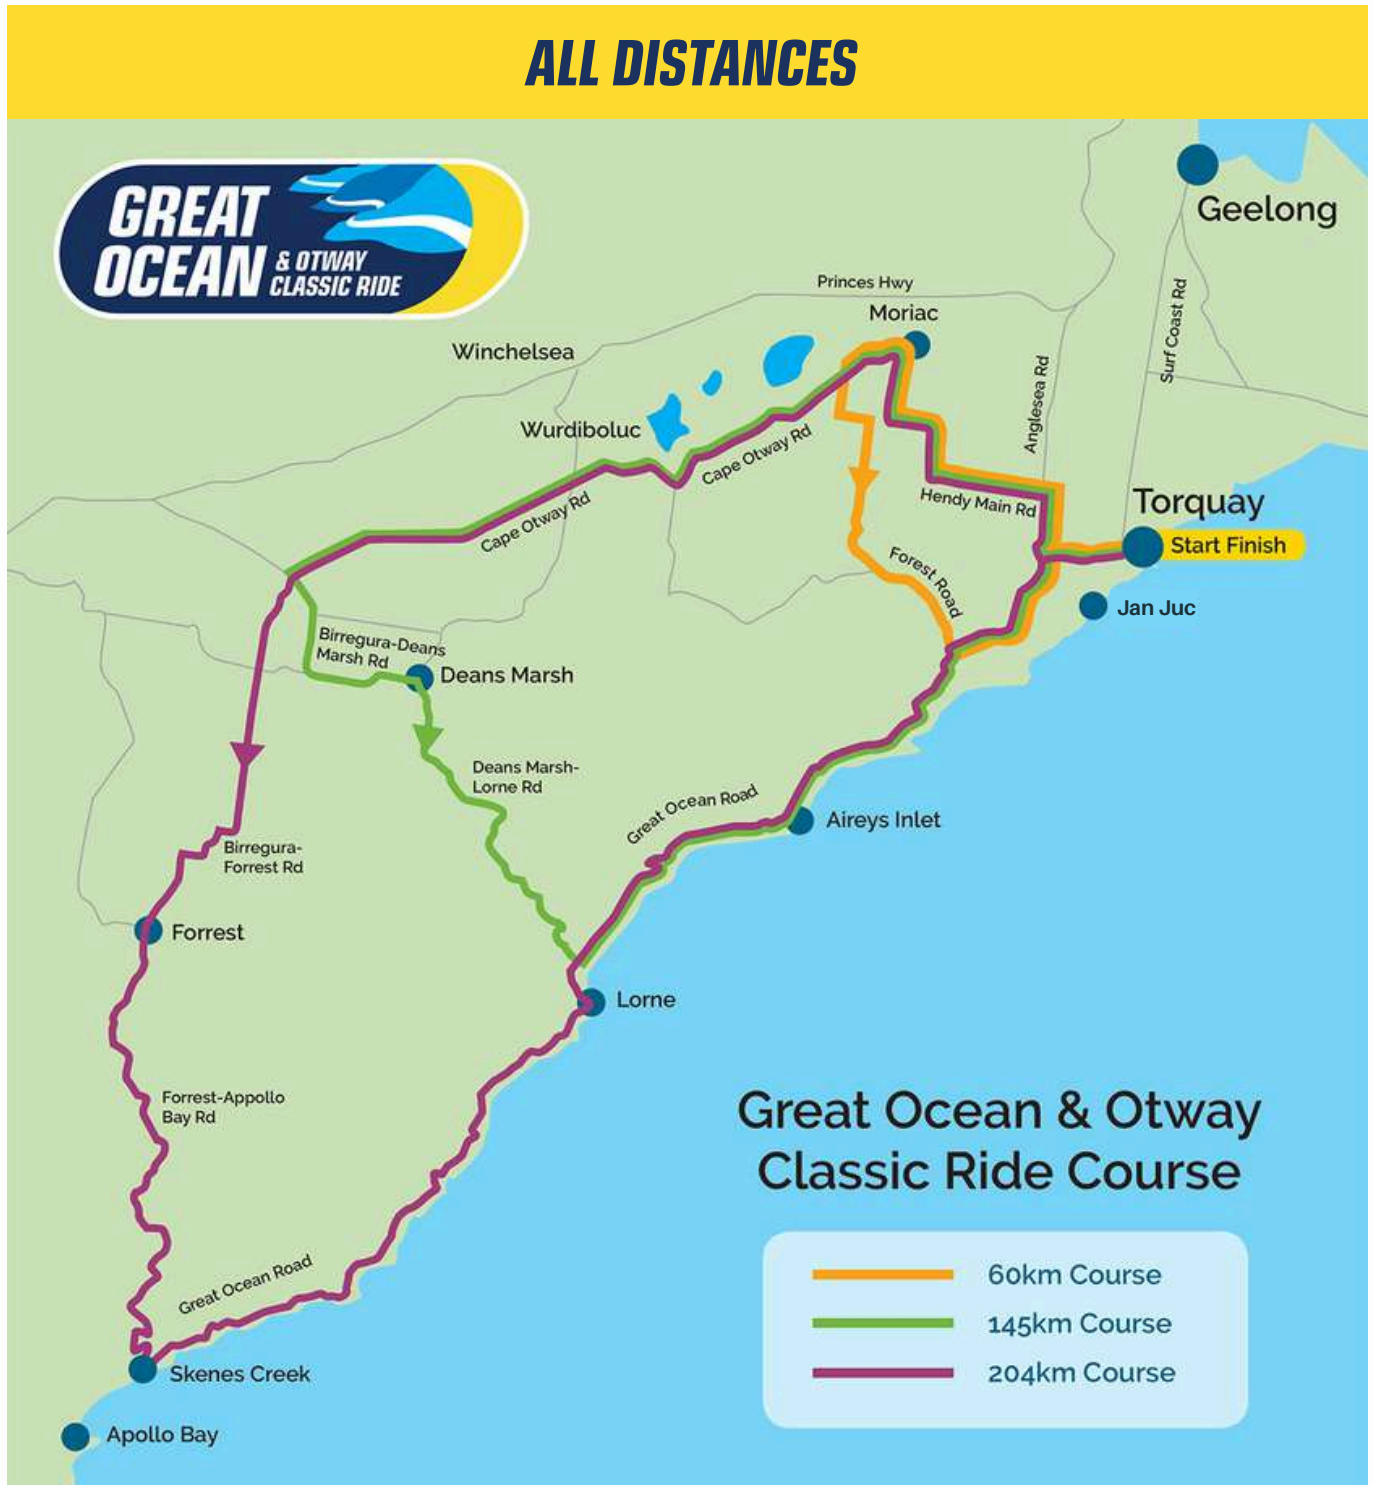 ALL DISTANCES
GREAT
OCEAN
& OTWAY
CLASSIC RIDE
Geelong
Princes Hwy
Moriac
Surf Coast Rd
Winchelsea
Anglesea Rd
Wurdiboluc
Cape Otway Rd
Hendy Main Rd
Torquay
Start Finish
Cape Otway Rd
Forest Road
Jan Juc
Birregura-Deans
Marsh Rd
Deans Marsh
Deans Marsh-
Lorne Rd
Great Ocean Road
Aireys Inlet
Birregura-
Forrest Rd
Forrest
Lorne
Forrest-Appollo
Bay Rd
Great Ocean & Otway
Classic Ride Course
Great Ocean Road
60km Course
145km Course
204km Course
Skenes Creek
Apollo Bay